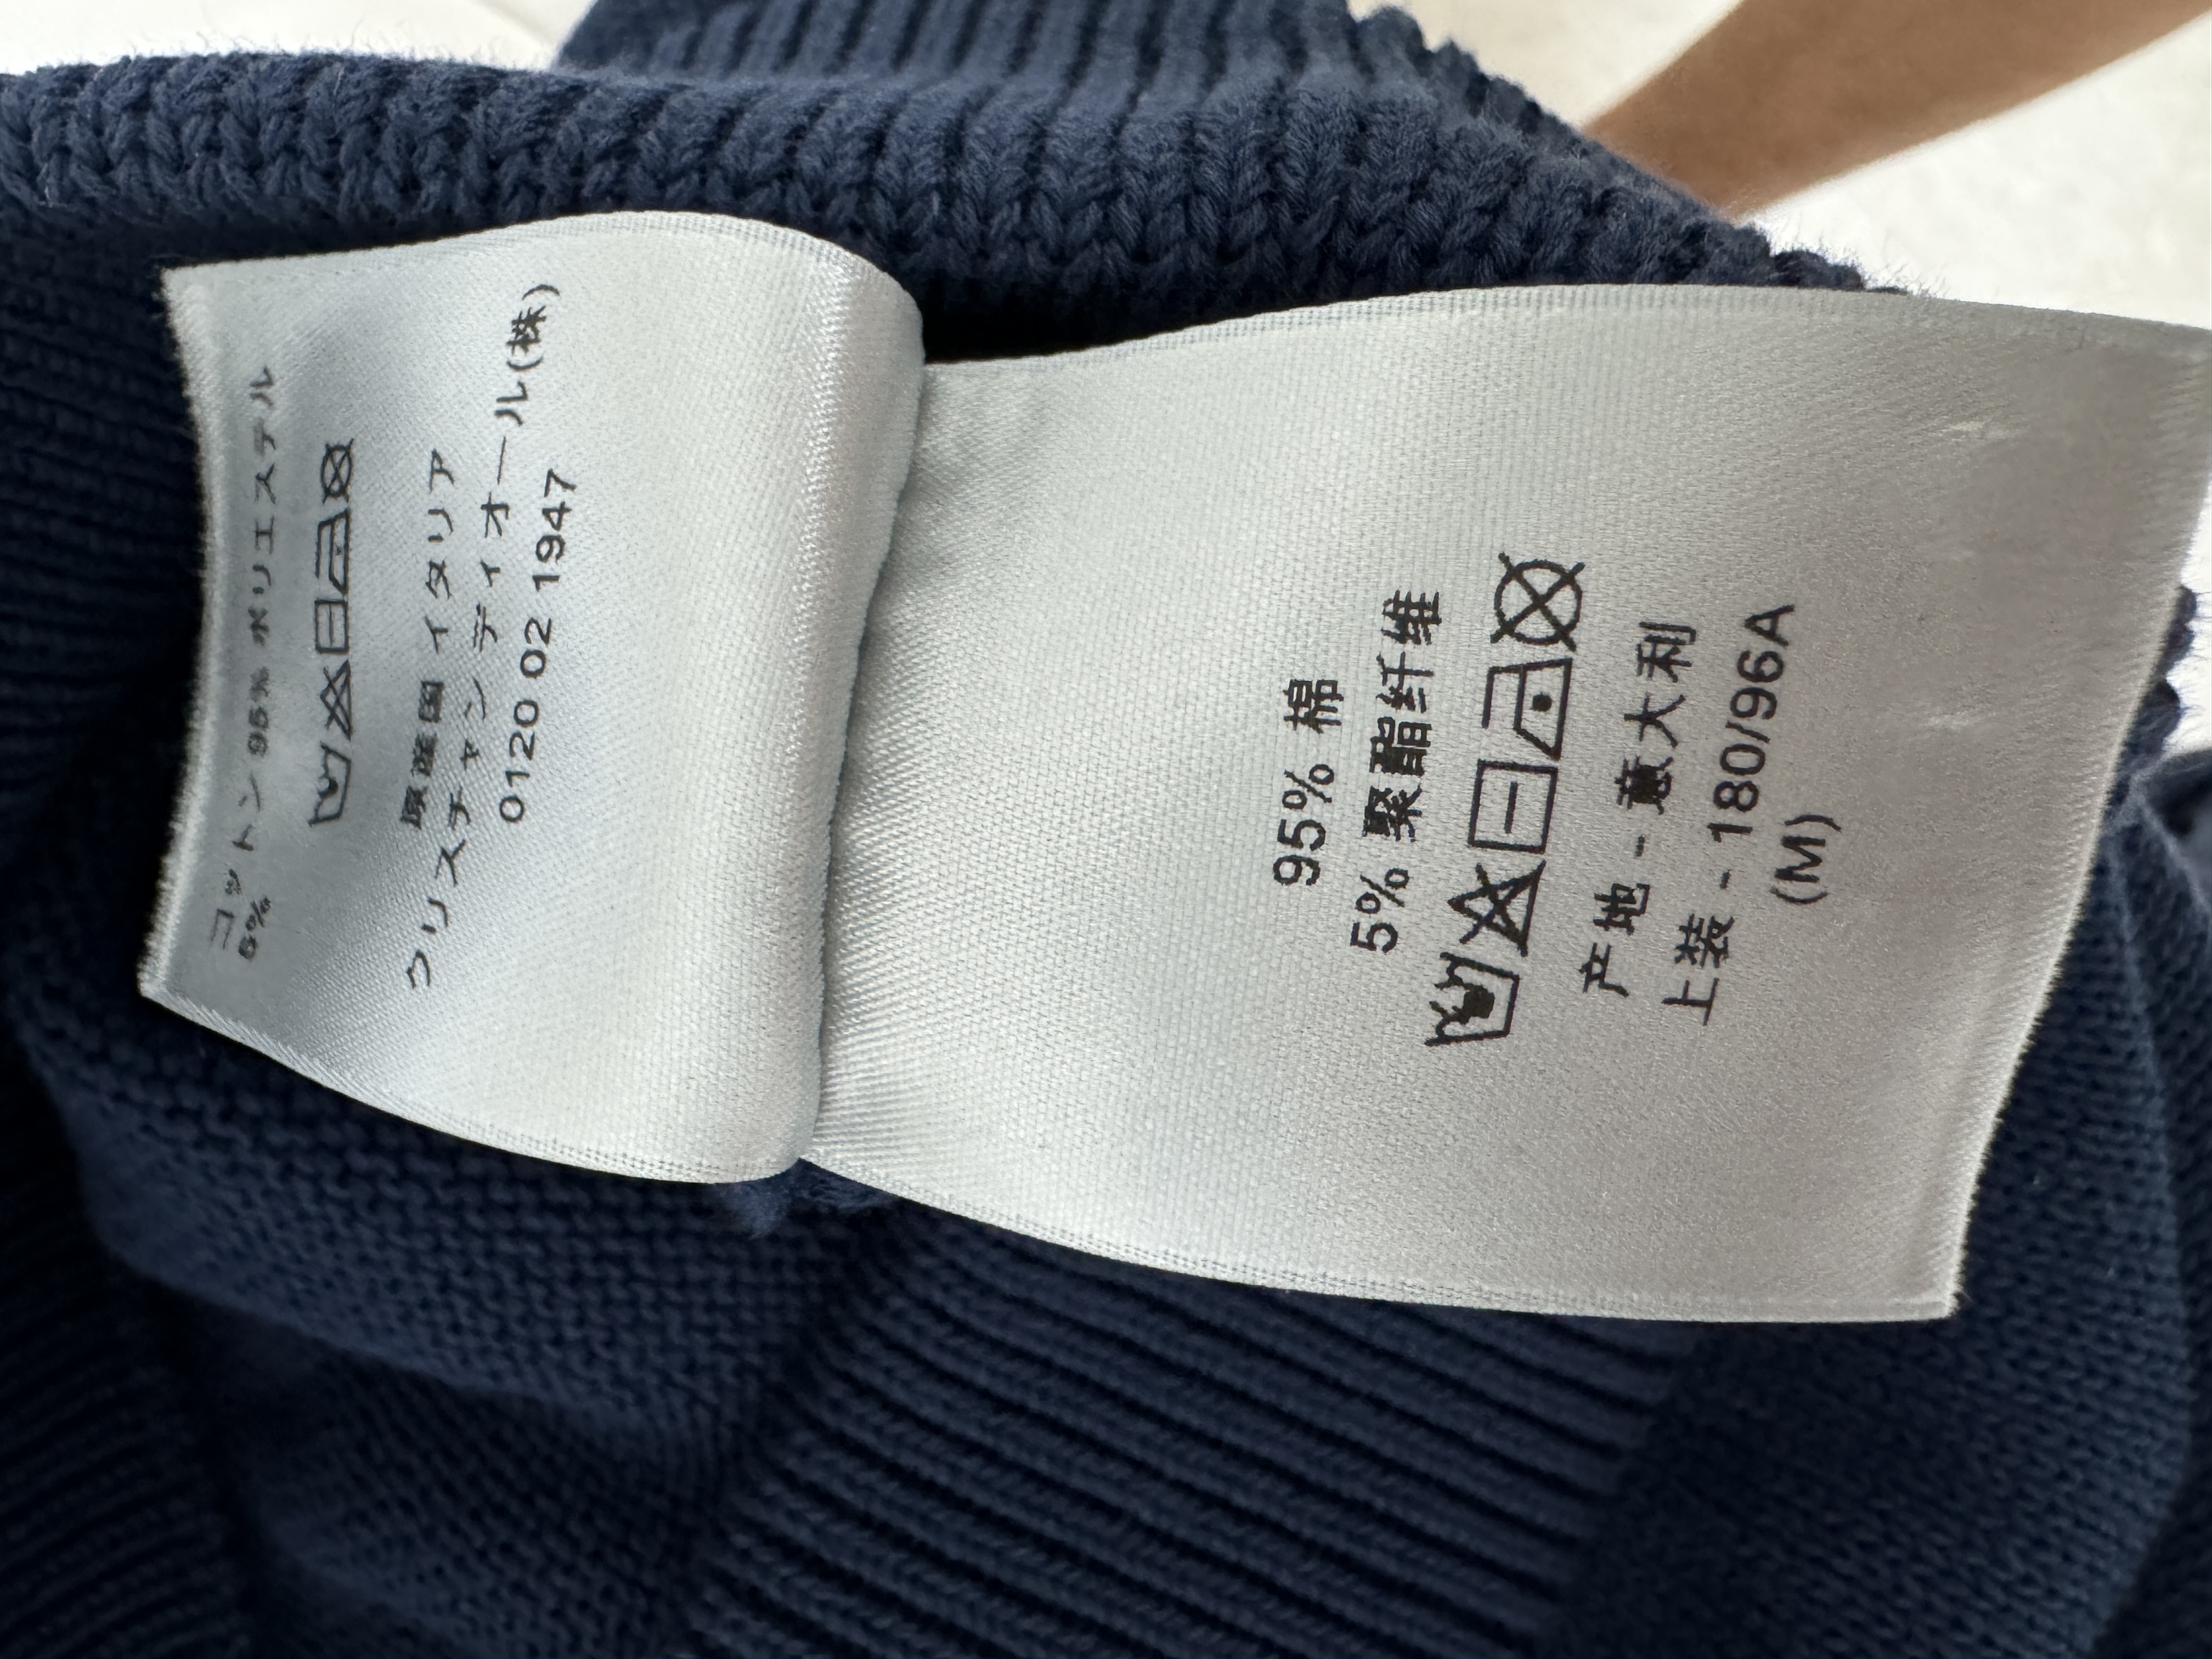 コットン 95% ポリエステル
5%
原産国 イタリア
クリスチャン ディオール(株)
0120 02 1947
95% 棉
5% 聚酯纤维
产地 - 意大利
上装 - 180/96A
(M)